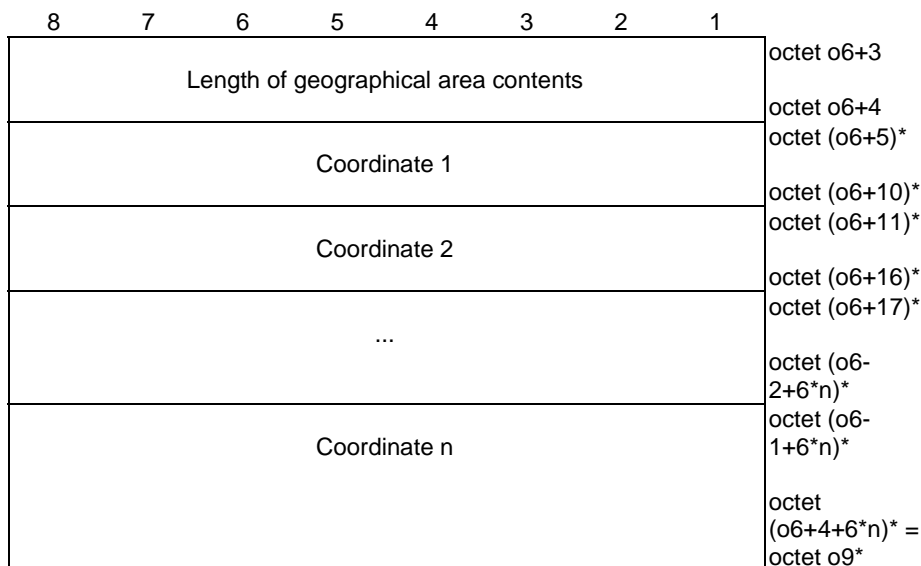 8 7 6 5 4 3 2 1
Length of geographical area contents
octet o6+3
octet o6+4
Coordinate 1
octet (o6+5)*
octet (o6+10)*
Coordinate 2
octet (o6+11)*
octet (o6+16)*
...
octet (o6+17)*
octet (o6-
2+6*n)*
Coordinate n
octet (o6-
1+6*n)*
octet
(o6+4+6*n)* =
octet o9*